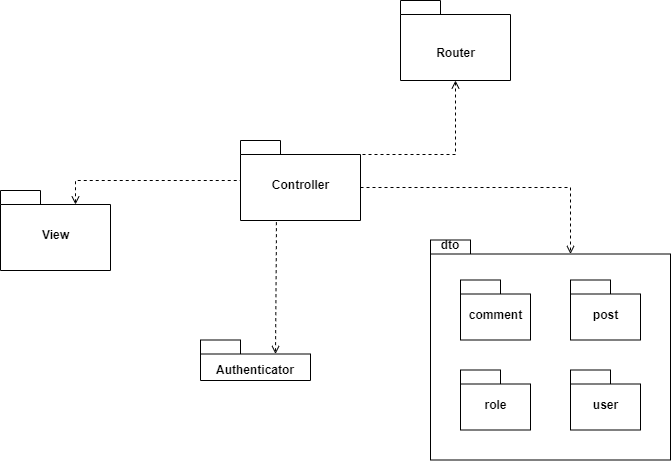 Router
Controller
View
dto
comment
post
Authenticator
role
user